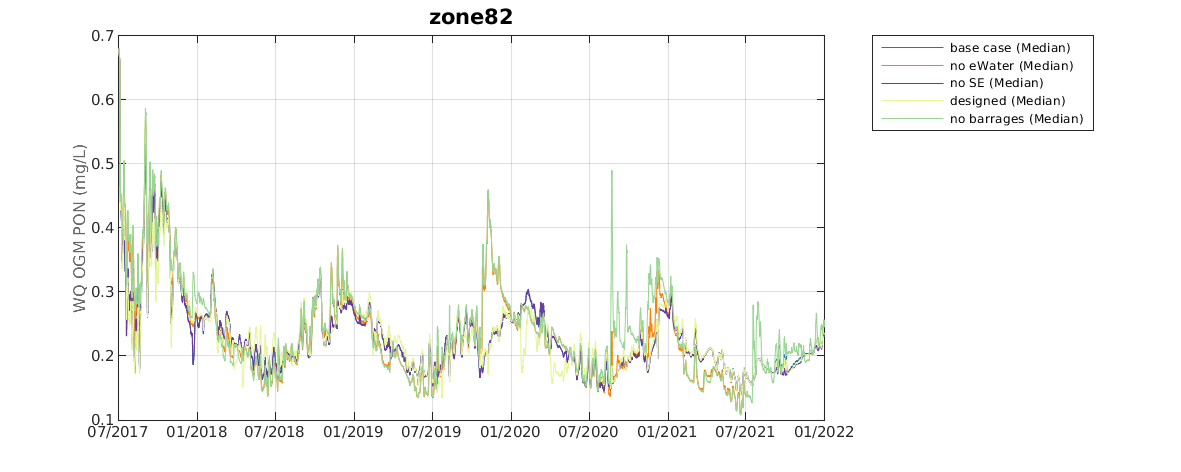 zone82
0.7
0.6
0.5
0.4
0.3
0.2
0.1
WQ OGM PON (mg/L)
07/2017 01/2018 07/2018 01/2019 07/2019 01/2020 07/2020 01/2021 07/2021 01/2022
base case (Median)
no eWater (Median)
no SE (Median)
designed (Median)
no barrages (Median)